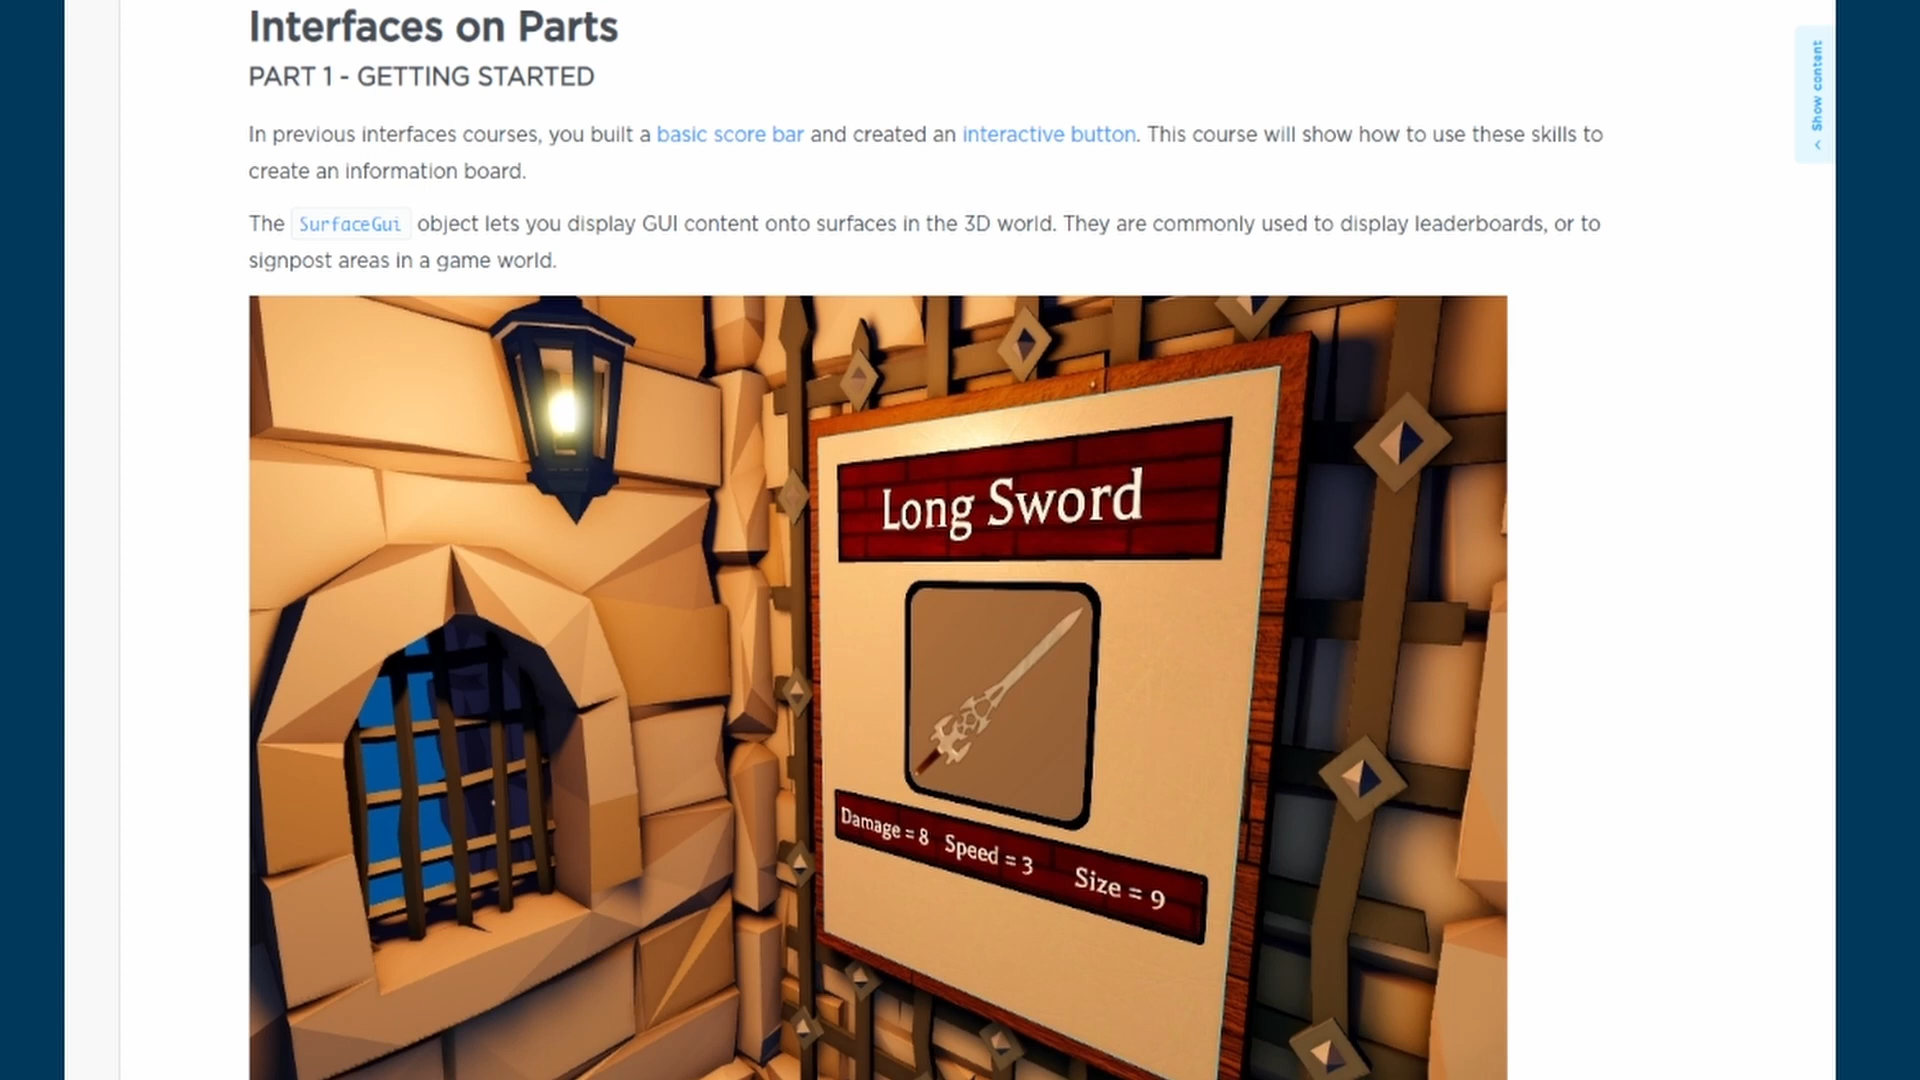 Interfaces on Parts
PART 1 - GETTING STARTED
Show content
In previous interfaces courses, you built a basic score bar and created an interactive button. This course will show how to use these skills to
create an information board.
The SurfaceGui object lets you display GUI content onto surfaces in the 3D world. They are commonly used to display leaderboards, or to
signpost areas in a game world.
Long Sword
Damage = 8 Speed = 3 Size = 9